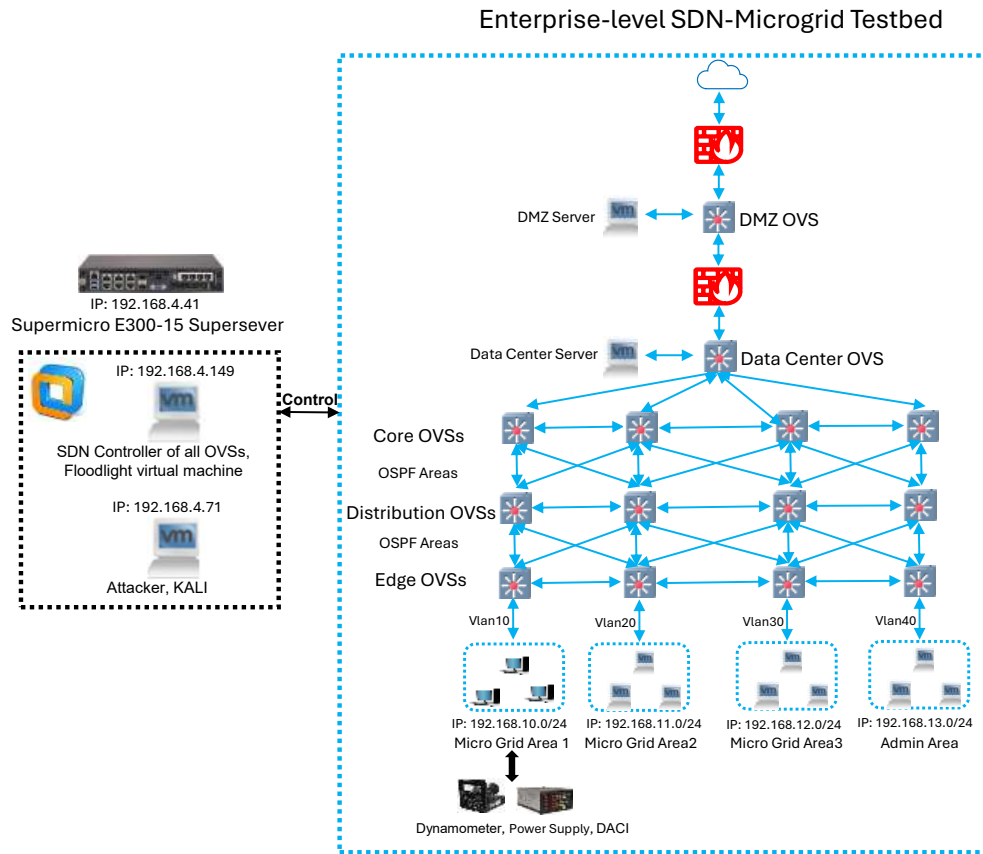 Enterprise-level SDN-Microgrid Testbed
DMZ Server
DMZ OVS
IP: 192.168.4.41
Supermicro E300-15 Supersever
Data Center Server
Data Center OVS
IP: 192.168.4.149
vm
SDN Controller of all OVSs,
Floodlight virtual machine
IP: 192.168.4.71
vm
Attacker, KALI
Control
Core OVSs
OSPF Areas
Distribution OVSs
OSPF Areas
Edge OVSs
Vlan10
Vlan20
Vlan30
Vlan40
IP: 192.168.10.0/24
IP: 192.168.11.0/24
IP: 192.168.12.0/24
IP: 192.168.13.0/24
Micro Grid Area 1
Micro Grid Area2
Micro Grid Area3
Admin Area
Dynamometer, Power Supply, DACI